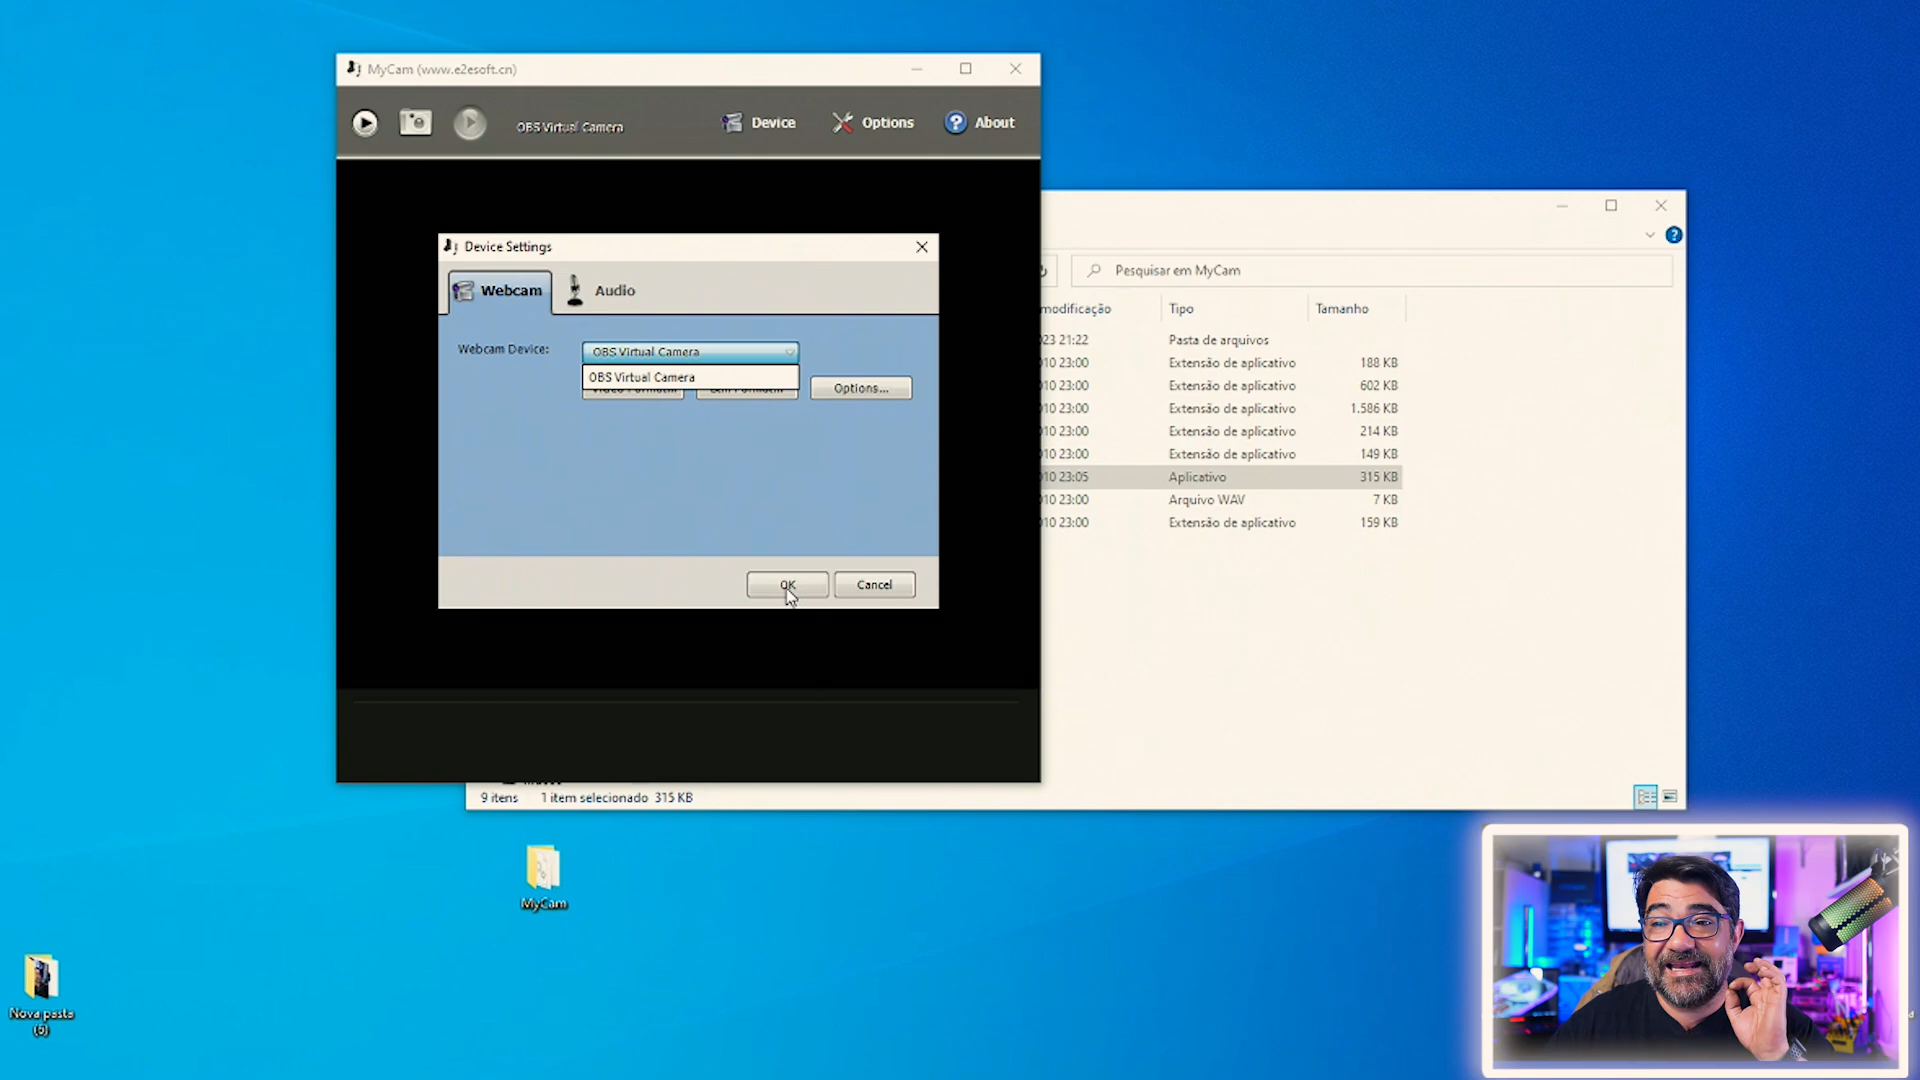 MyCam (www.e2esoft.cn)
OBS Virtual Camera
Device
Options
About
Device Settings
Webcam
Audio
Webcam Device:
OBS Virtual Camera
OBS Virtual Camera
Options...
OK
Cancel
Pesquisar em MyCam
modificação Tipo Tamanho
23 21:22 Pasta de arquivos
10 23:00 Extensão de aplicativo 188 KB
10 23:00 Extensão de aplicativo 602 KB
10 23:00 Extensão de aplicativo 1.586 KB
10 23:00 Extensão de aplicativo 214 KB
10 23:00 Extensão de aplicativo 149 KB
10 23:05 Aplicativo 315 KB
10 23:00 Arquivo WAV 7 KB
10 23:00 Extensão de aplicativo 159 KB
9 itens 1 item selecionado 315 KB
MyCam
Nova pasta
(6)